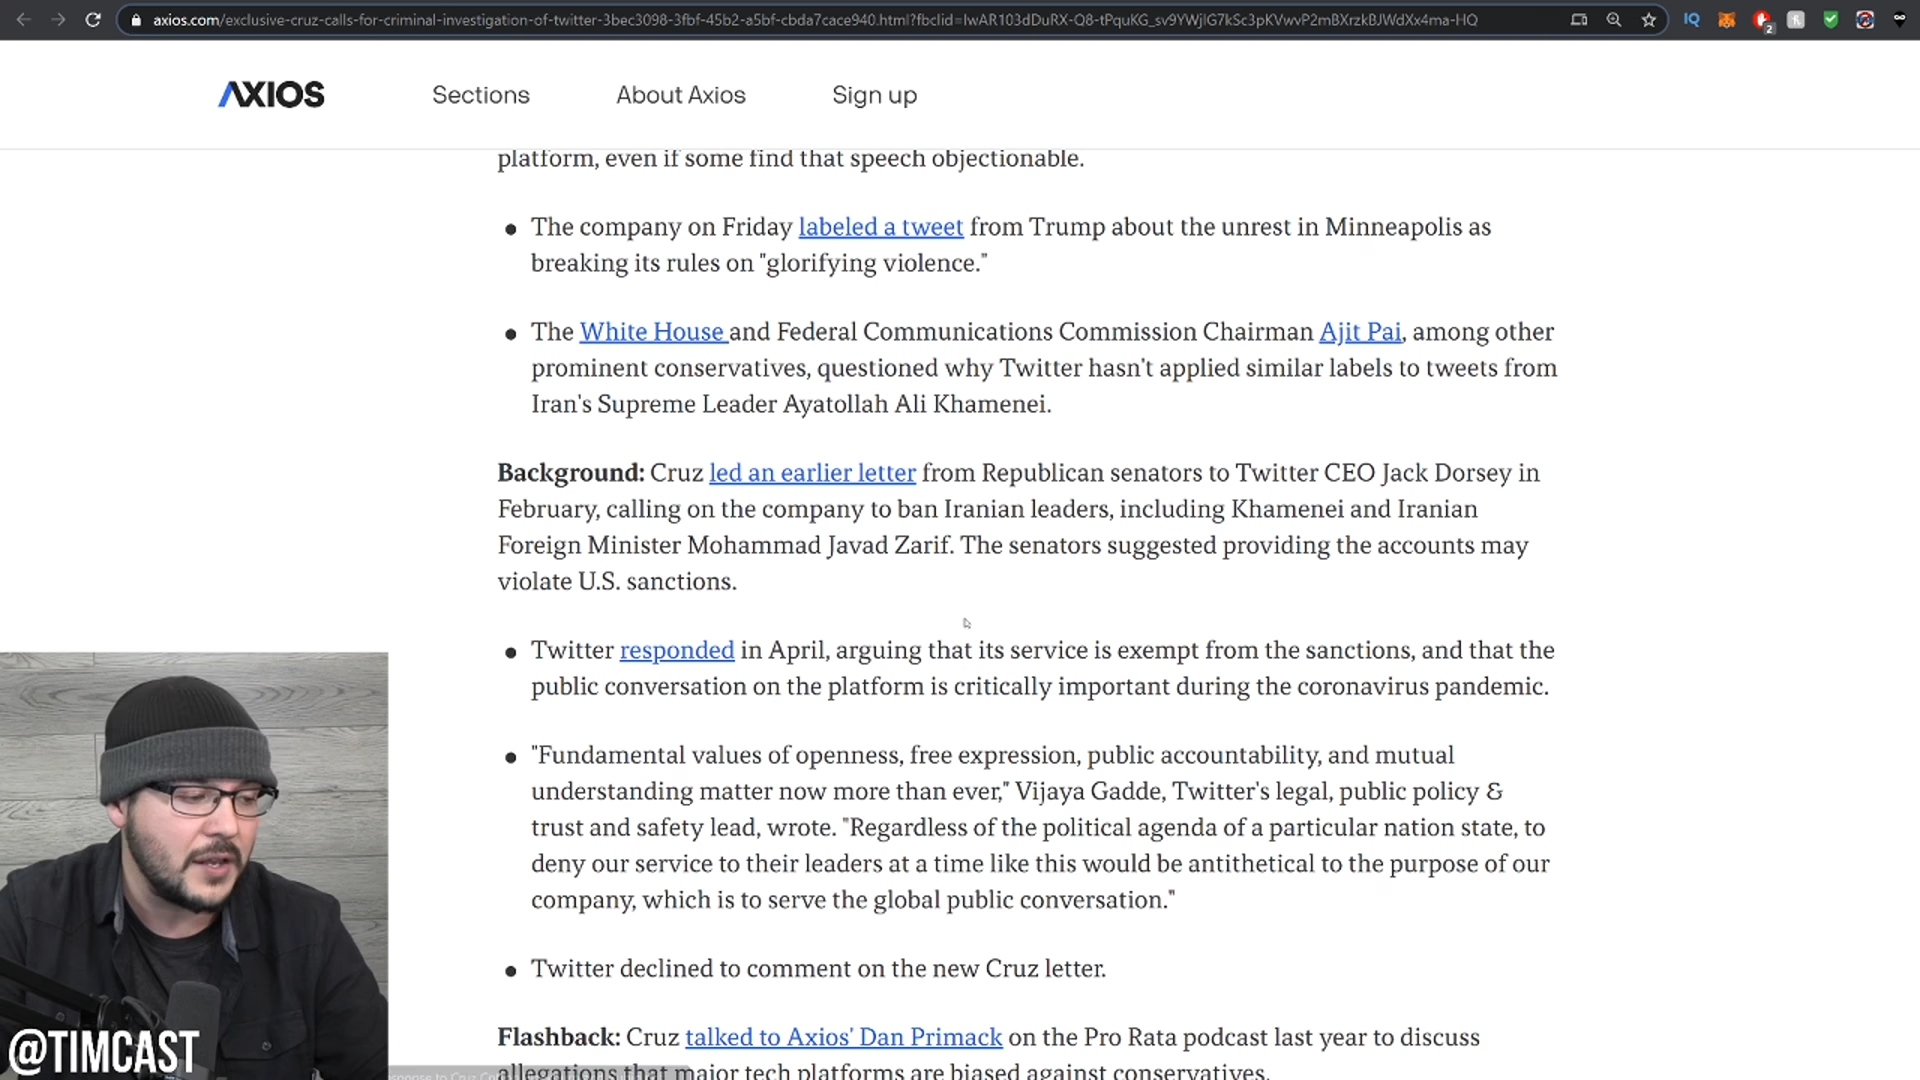 axios.com/exclusive-cruz-calls-for-criminal-investigation-of-twitter-3bec3098-3fbf-45b2-a5bf-cbda7cace940.html?fbclid=IwAR103dDuRX-Q8-tPquKG_sv9YWjlG7kSc3pKVwvP2mBXrzkBJWdXx4ma-HQ
IQ
2
AXIOS
Sections
About Axios
Sign up
platform, even if some find that speech objectionable.
• The company on Friday labeled a tweet from Trump about the unrest in Minneapolis as
breaking its rules on "glorifying violence."
• The White House and Federal Communications Commission Chairman Ajit Pai, among other
prominent conservatives, questioned why Twitter hasn't applied similar labels to tweets from
Iran's Supreme Leader Ayatollah Ali Khamenei.
Background: Cruz led an earlier letter from Republican senators to Twitter CEO Jack Dorsey in
February, calling on the company to ban Iranian leaders, including Khamenei and Iranian
Foreign Minister Mohammad Javad Zarif. The senators suggested providing the accounts may
violate U.S. sanctions.
• Twitter responded in April, arguing that its service is exempt from the sanctions, and that the
public conversation on the platform is critically important during the coronavirus pandemic.
• "Fundamental values of openness, free expression, public accountability, and mutual
understanding matter now more than ever," Vijaya Gadde, Twitter's legal, public policy &
trust and safety lead, wrote. "Regardless of the political agenda of a particular nation state, to
deny our service to their leaders at a time like this would be antithetical to the purpose of our
company, which is to serve the global public conversation."
• Twitter declined to comment on the new Cruz letter.
Flashback: Cruz talked to Axios' Dan Primack on the Pro Rata podcast last year to discuss
allegations that major tech platforms are biased against conservatives.
@TIMCAST